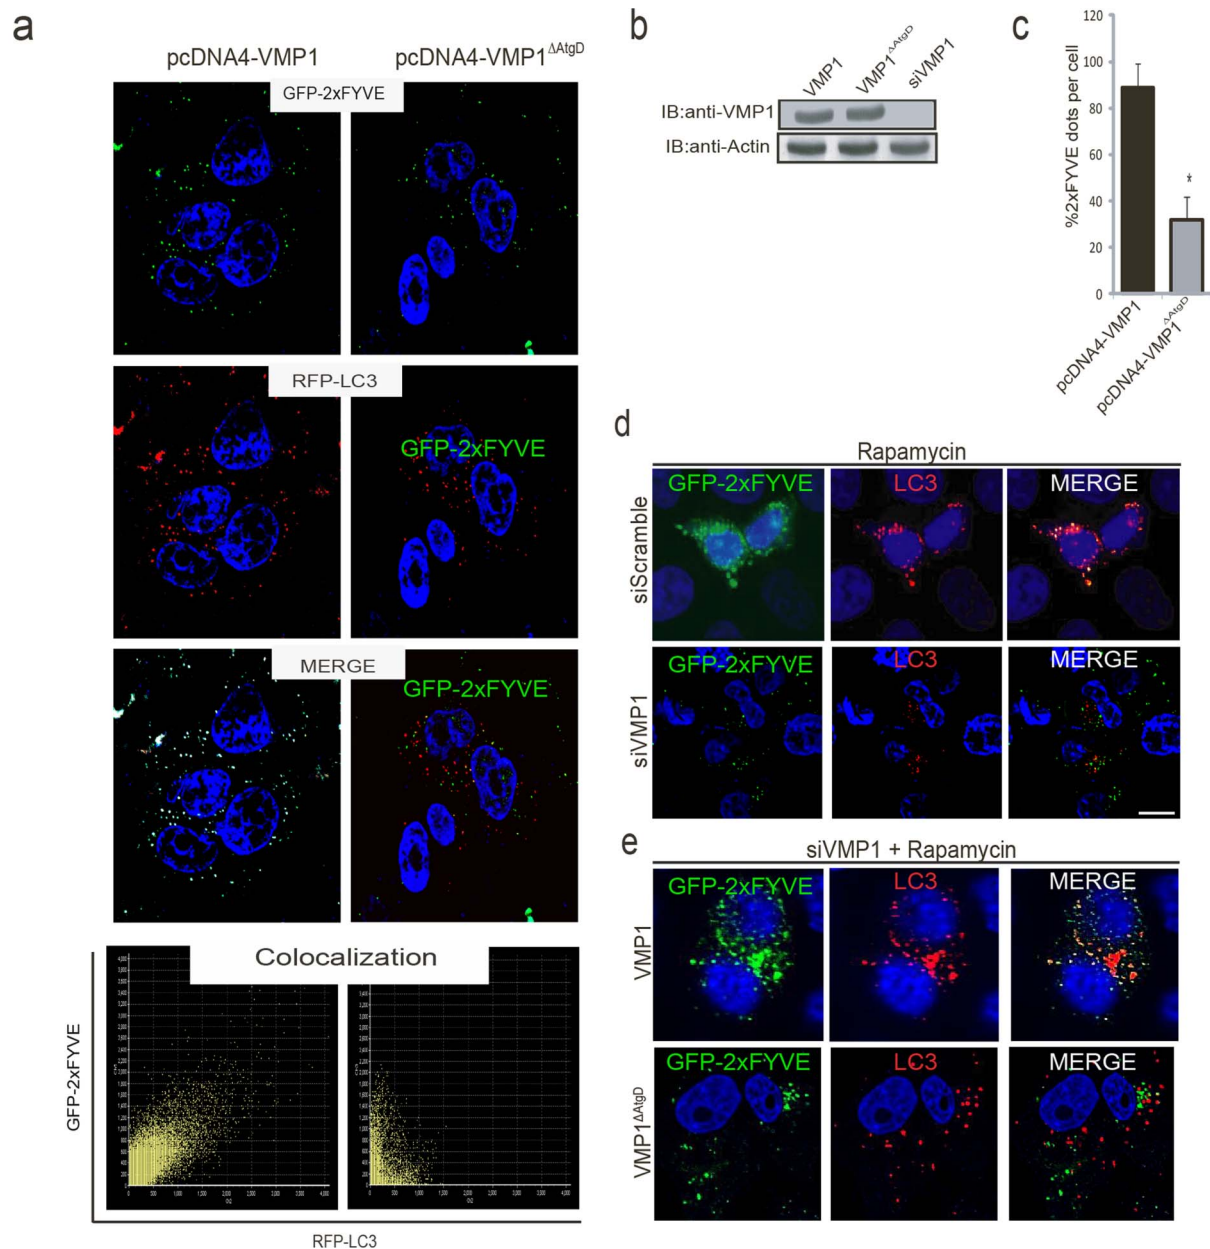 a
pcDNA4-VMP1
pcDNA4-VMP1ΔAtgD
GFP-2xFYVE
RFP-LC3
GFP-2xFYVE
MERGE
GFP-2xFYVE
Colocalization
GFP-2xFYVE
RFP-LC3
b
VMP1
VMP1ΔAtgD
siVMP1
IB:anti-VMP1
IB:anti-Actin
c
%2xFYVE dots per cell
120
100
80
60
40
20
0
*
pcDNA4-VMP1
pcDNA4-VMP1ΔAtgD
d
Rapamycin
siScramble
GFP-2xFYVE
LC3
MERGE
siVMP1
GFP-2xFYVE
LC3
MERGE
e
siVMP1 + Rapamycin
VMP1
GFP-2xFYVE
LC3
MERGE
VMP1ΔAtgD
GFP-2xFYVE
LC3
MERGE